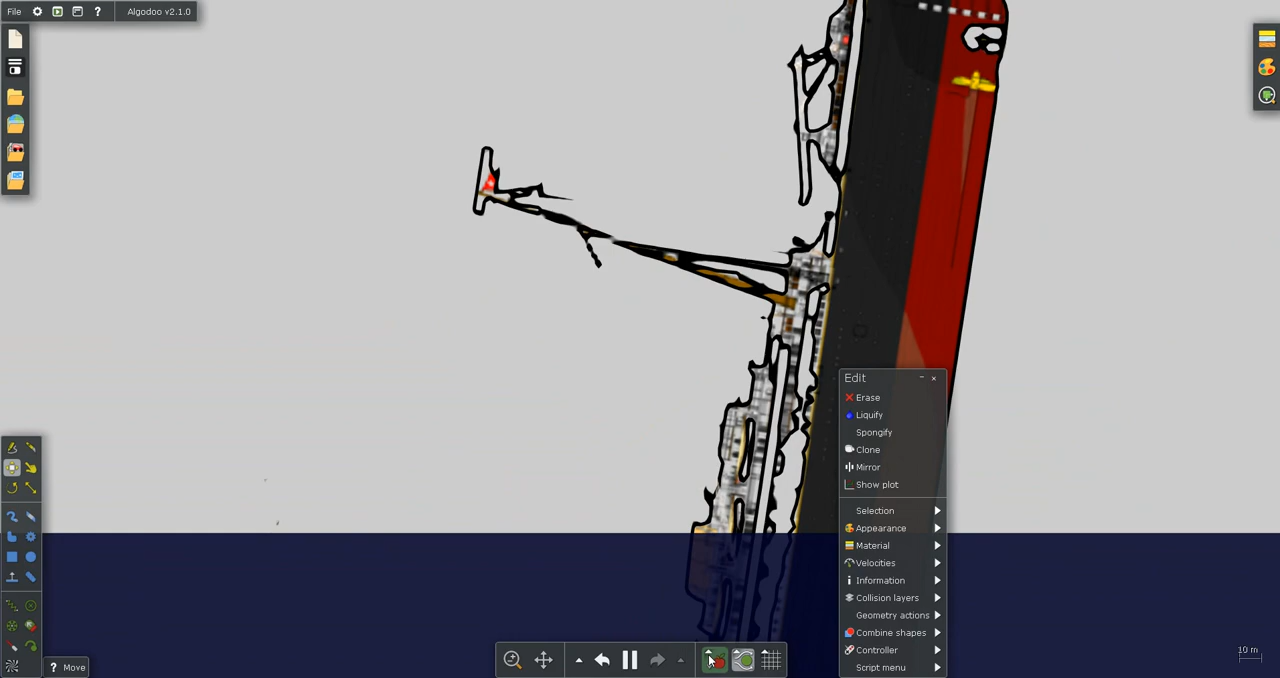 File ? Algodoo v2.1.0
Edit
Erase
Liquify
Spongify
Clone
Mirror
Show plot
Selection
Appearance
Material
Velocities
Information
Collision layers
Geometry actions
Combine shapes
Controller
Script menu
? Move
10 m